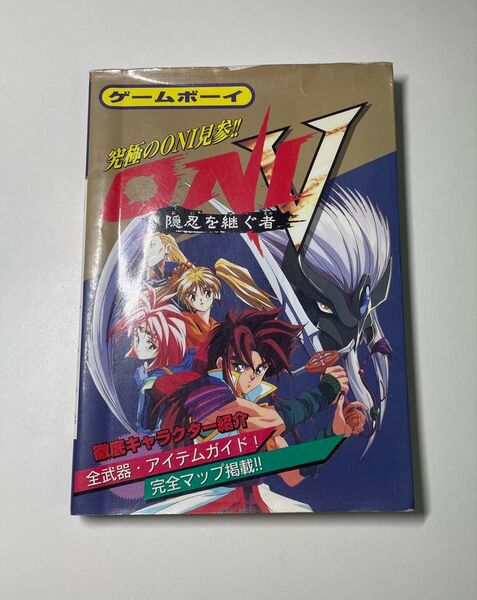 ゲームボーイ
究極のONI見参!!
ONI V
隠忍を継ぐ者
徹底キャラクター紹介
全武器・アイテムガイド!
完全マップ掲載!!